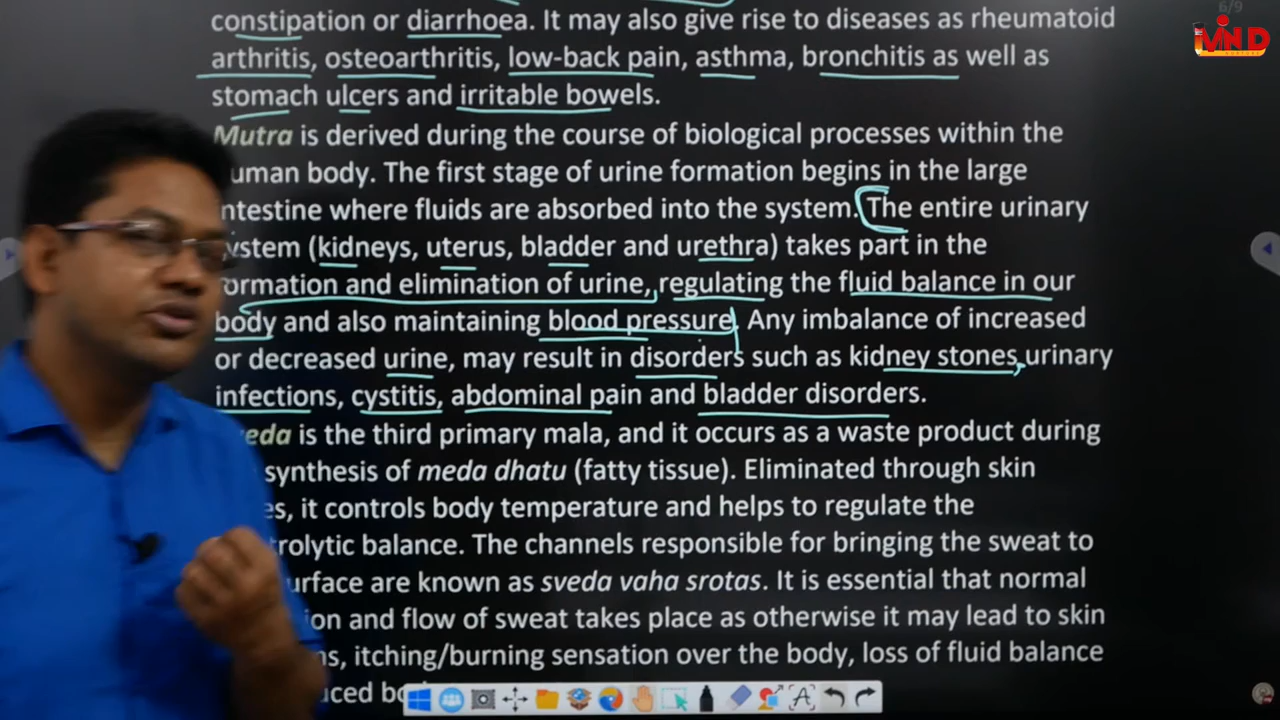 6/9
MIND
constipation or diarrhoea. It may also give rise to diseases as rheumatoid
arthritis, osteoarthritis, low-back pain, asthma, bronchitis as well as
stomach ulcers and irritable bowels.
Mutra is derived during the course of biological processes within the
uman body. The first stage of urine formation begins in the large
ntestine where fluids are absorbed into the system. The entire urinary
ystem (kidneys, uterus, bladder and urethra) takes part in the
ormation and elimination of urine, regulating the fluid balance in our
body and also maintaining blood pressure. Any imbalance of increased
or decreased urine, may result in disorders such as kidney stones, urinary
infections, cystitis, abdominal pain and bladder disorders.
eda is the third primary mala, and it occurs as a waste product during
synthesis of meda dhatu (fatty tissue). Eliminated through skin
es, it controls body temperature and helps to regulate the
trolytic balance. The channels responsible for bringing the sweat to
urface are known as sveda vaha srotas. It is essential that normal
ion and flow of sweat takes place as otherwise it may lead to skin
ns, itching/burning sensation over the body, loss of fluid balance